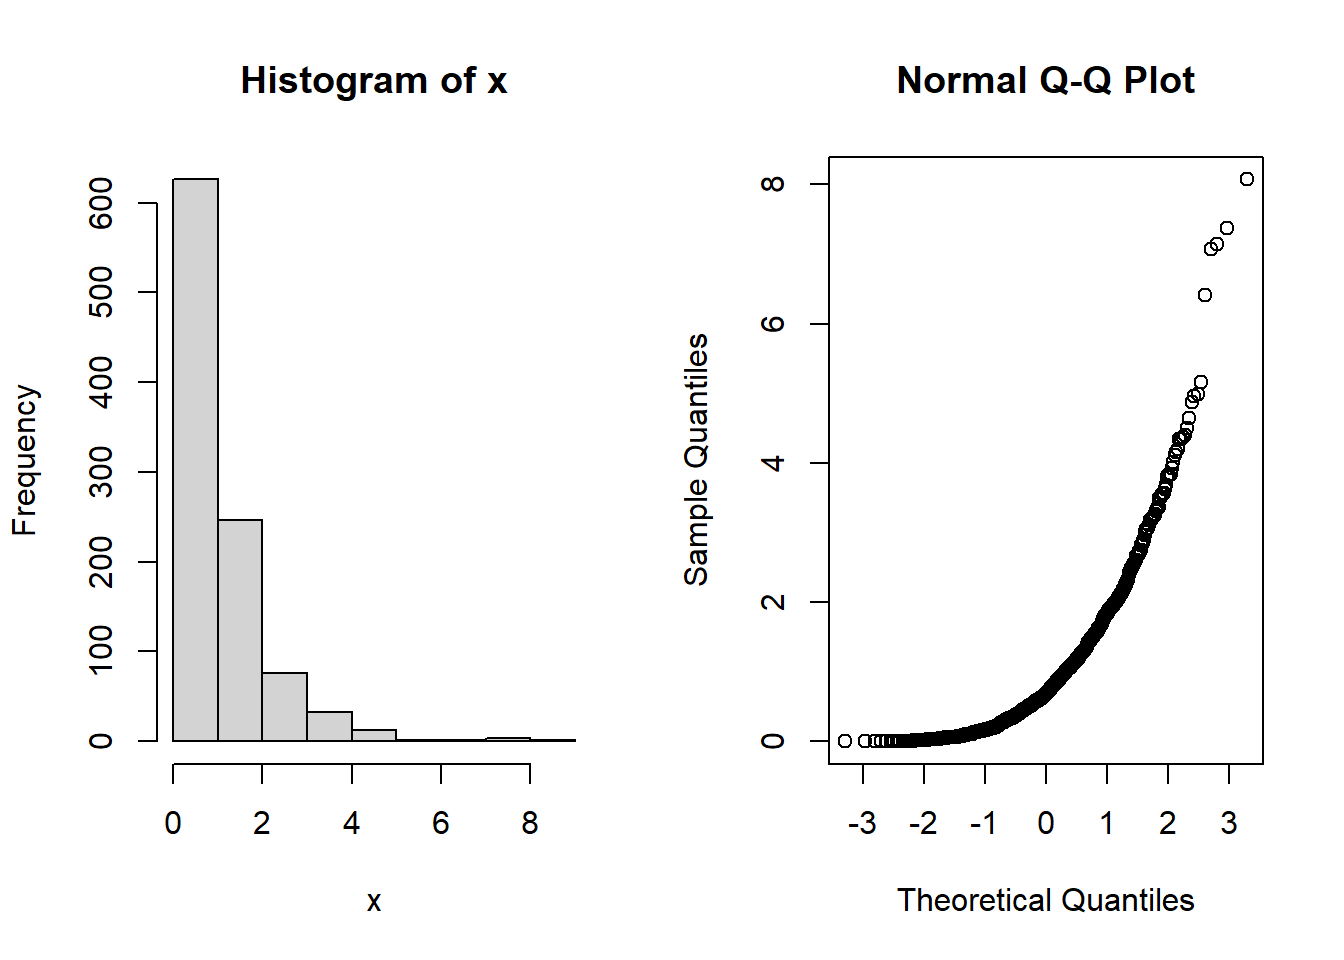 Histogram of x
Frequency
0 100 200 300 400 500 600
0 2 4 6 8
x
Normal Q-Q Plot
Sample Quantiles
0 2 4 6 8
-3 -2 -1 0 1 2 3
Theoretical Quantiles